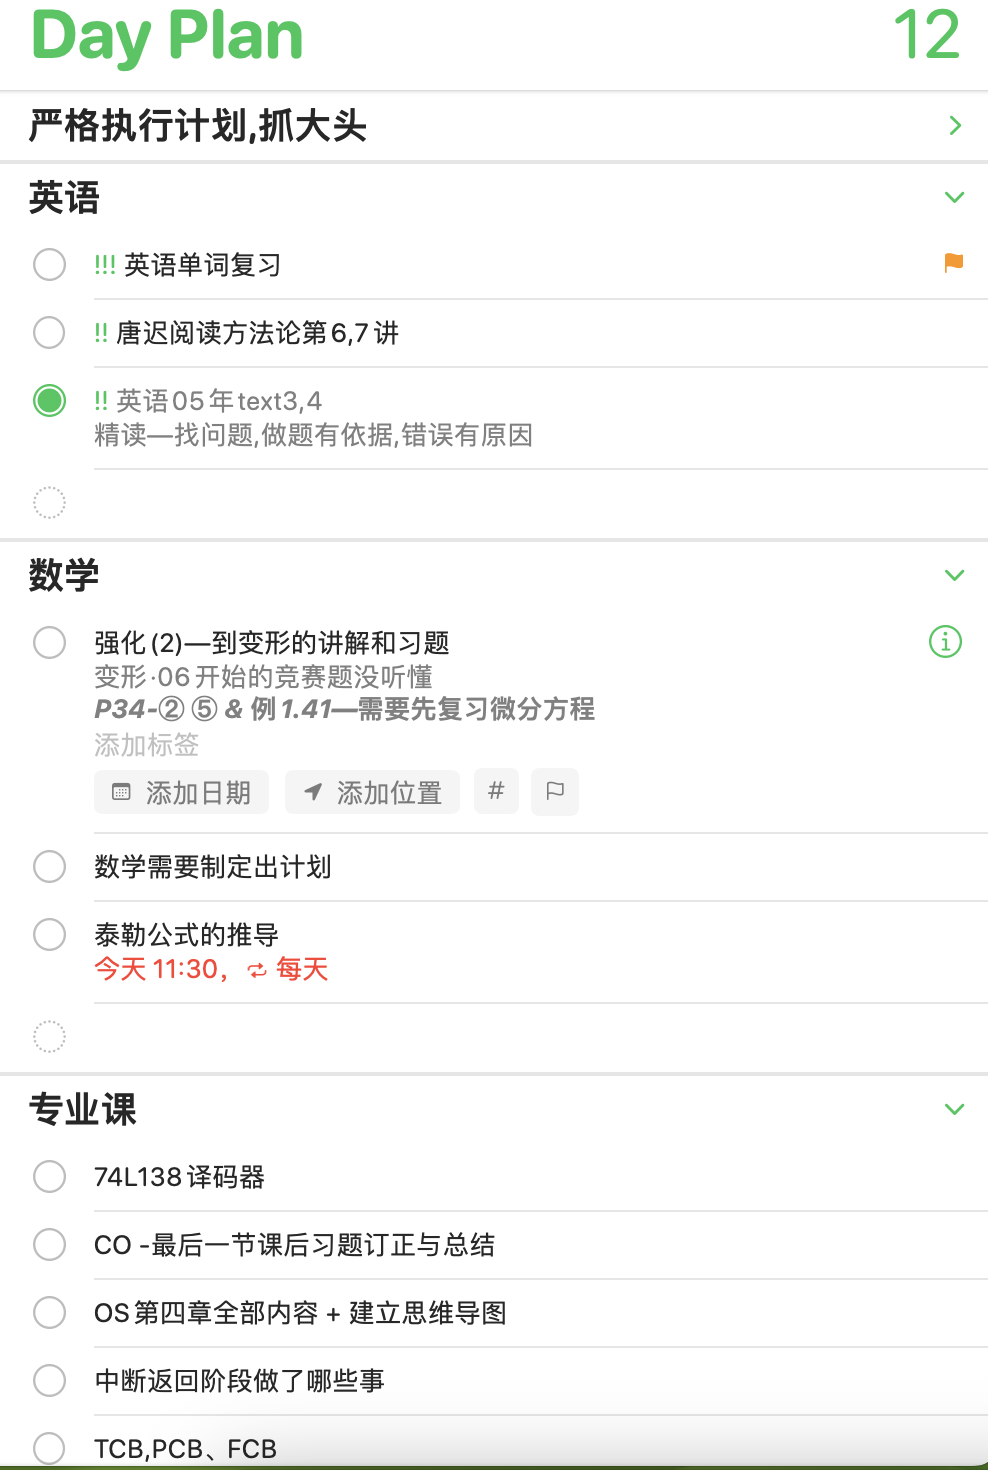 Day Plan
12
严格执行计划,抓大头
英语
!!! 英语单词复习
!! 唐迟阅读方法论第6,7讲
!! 英语05年text3,4
精读—找问题,做题有依据,错误有原因
数学
强化(2)—到变形的讲解和习题
变形·06开始的竞赛题没听懂
P34-② ⑤ & 例1.41—需要先复习微分方程
添加标签
添加日期 添加位置 #
数学需要制定出计划
泰勒公式的推导
今天 11:30, 每天
专业课
74L138译码器
CO -最后一节课后习题订正与总结
OS第四章全部内容 + 建立思维导图
中断返回阶段做了哪些事
TCB,PCB、FCB